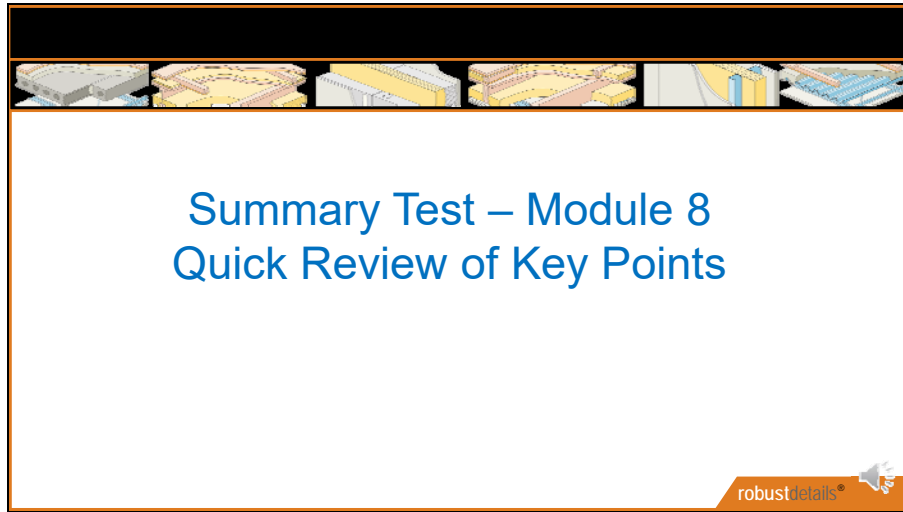 Summary Test – Module 8
Quick Review of Key Points
robustdetails®